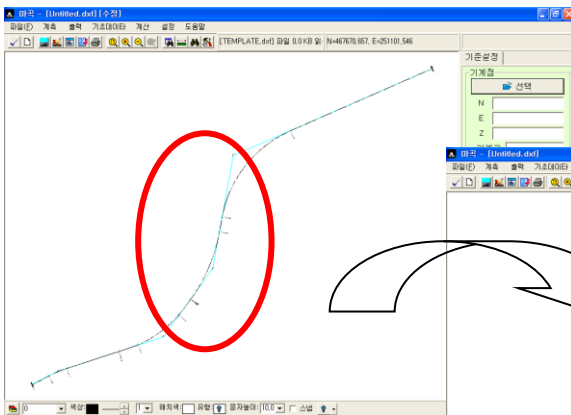 마곡 - [Untitled.dxf] [수정]
파일(F) 계측 출력 기초데이타 계산 설정 도움말
[TEMPLATE.dxf) 파일 0.0 KB 읽 N=467670.657, E=251101.546
기준설정
기계점
선택
N
E
Z
마곡 - [Untitled.dxf]
파일(F) 계측 출력 기초데이타
0 색상: 1 해치색: 유형: 문자높이: 10.0 스냅